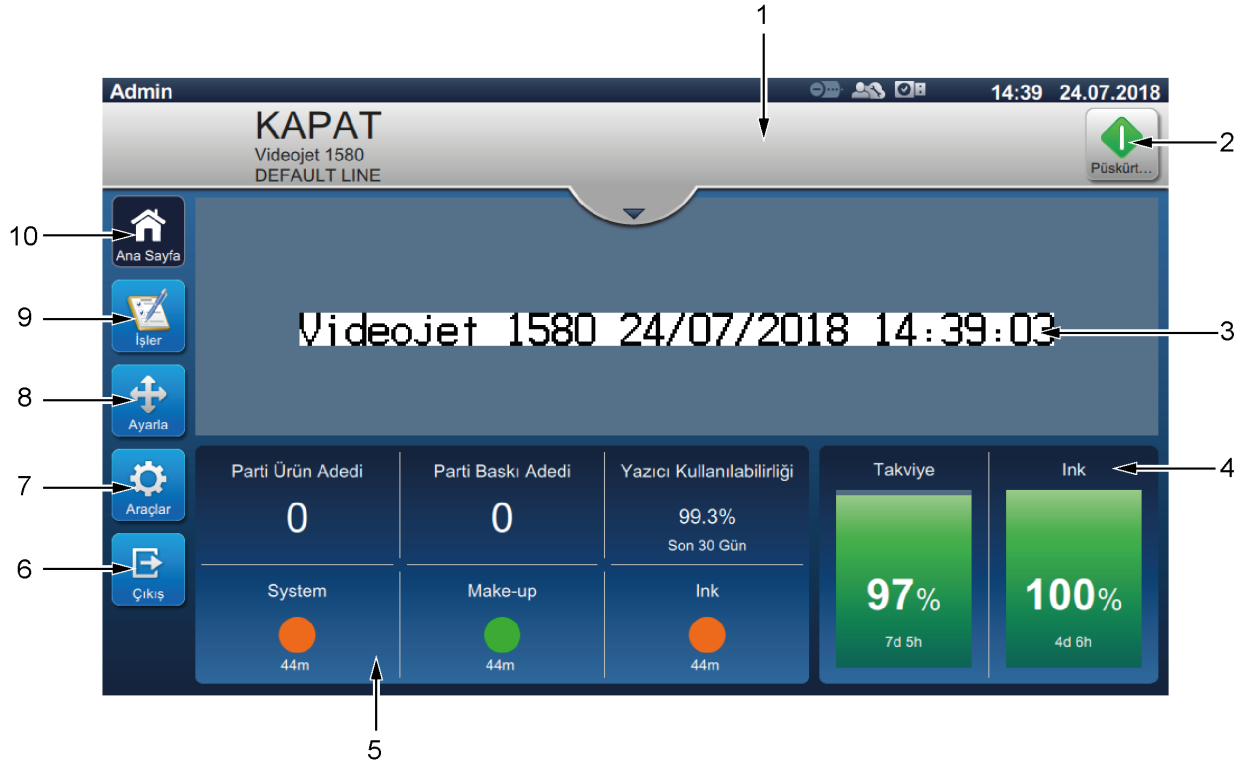 1
Admin
14:39 24.07.2018
KAPAT
Videojet 1580
DEFAULT LINE
Püskürt...
2
10
Ana Sayfa
9
İşler
Videojet 1580 24/07/2018 14:39:03
3
8
Ayarla
7
Araçlar
6
Çıkış
Parti Ürün Adedi
0
Parti Baskı Adedi
0
Yazıcı Kullanılabilirliği
99.3%
Son 30 Gün
System
44m
Make-up
44m
Ink
44m
Takviye
97%
7d 5h
Ink
100%
4d 6h
4
5